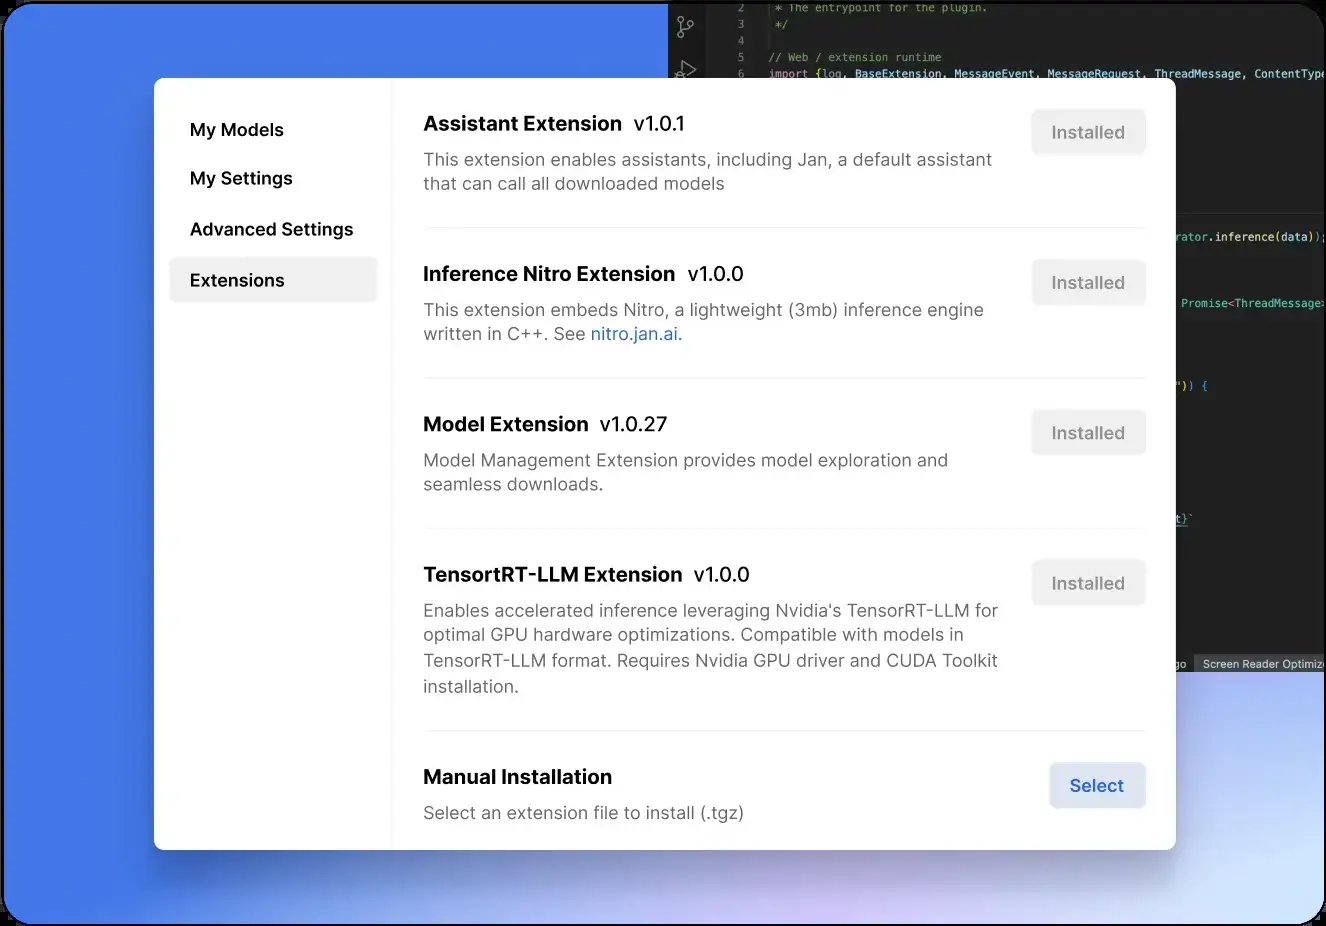 2 * The entrypoint for the plugin.
3 */
4
5 // Web / extension runtime
6 import {log, BaseExtension, MessageEvent, MessageRequest, ThreadMessage, ContentType
My Models
My Settings
Advanced Settings
Extensions
Assistant Extension v1.0.1
Installed
This extension enables assistants, including Jan, a default assistant
that can call all downloaded models
Inference Nitro Extension v1.0.0
Installed
This extension embeds Nitro, a lightweight (3mb) inference engine
written in C++. See nitro.jan.ai.
Model Extension v1.0.27
Installed
Model Management Extension provides model exploration and
seamless downloads.
TensortRT-LLM Extension v1.0.0
Installed
Enables accelerated inference leveraging Nvidia's TensorRT-LLM for
optimal GPU hardware optimizations. Compatible with models in
TensorRT-LLM format. Requires Nvidia GPU driver and CUDA Toolkit
installation.
Manual Installation
Select
Select an extension file to install (.tgz)
rator.inference(data));
Promise<ThreadMessage>
")) {
t}`
go Screen Reader Optimize